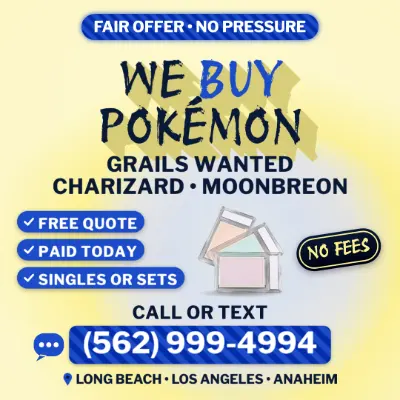 FAIR OFFER • NO PRESSURE
WE BUY
POKÉMON
GRAILS WANTED
CHARIZARD • MOONBREON
FREE QUOTE
PAID TODAY
SINGLES OR SETS
NO FEES
CALL OR TEXT
(562) 999-4994
LONG BEACH • LOS ANGELES • ANAHEIM